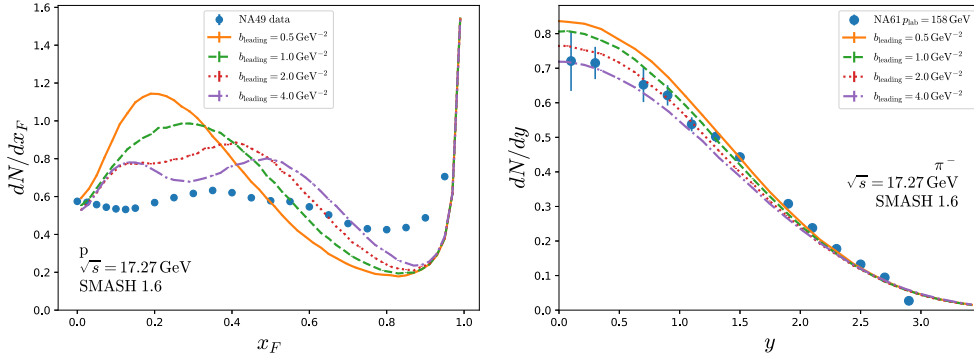 NA49 data
b_leading = 0.5 GeV⁻²
b_leading = 1.0 GeV⁻²
b_leading = 2.0 GeV⁻²
b_leading = 4.0 GeV⁻²
1.6
1.4
1.2
1.0
0.8
0.6
0.4
0.2
0.0
dN/dx_F
p
√s = 17.27 GeV
SMASH 1.6
0.0 0.2 0.4 0.6 0.8 1.0
x_F
NA61 p_lab = 158 GeV
b_leading = 0.5 GeV⁻²
b_leading = 1.0 GeV⁻²
b_leading = 2.0 GeV⁻²
b_leading = 4.0 GeV⁻²
0.8
0.7
0.6
0.5
0.4
0.3
0.2
0.1
0.0
dN/dy
π⁻
√s = 17.27 GeV
SMASH 1.6
0.0 0.5 1.0 1.5 2.0 2.5 3.0
y